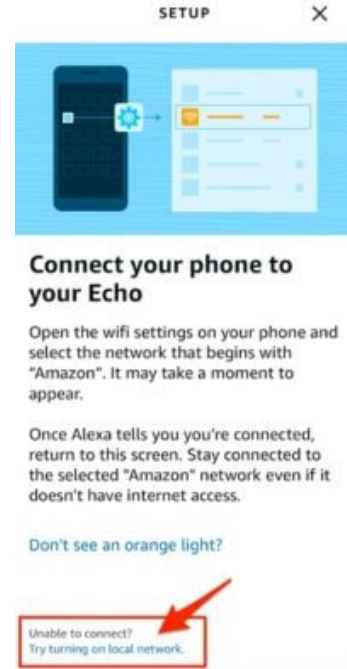 SETUP
Connect your phone to
your Echo
Open the wifi settings on your phone and
select the network that begins with
"Amazon". It may take a moment to
appear.
Once Alexa tells you you're connected,
return to this screen. Stay connected to
the selected "Amazon" network even if it
doesn't have internet access.
Don't see an orange light?
Unable to connect?
Try turning on local network.